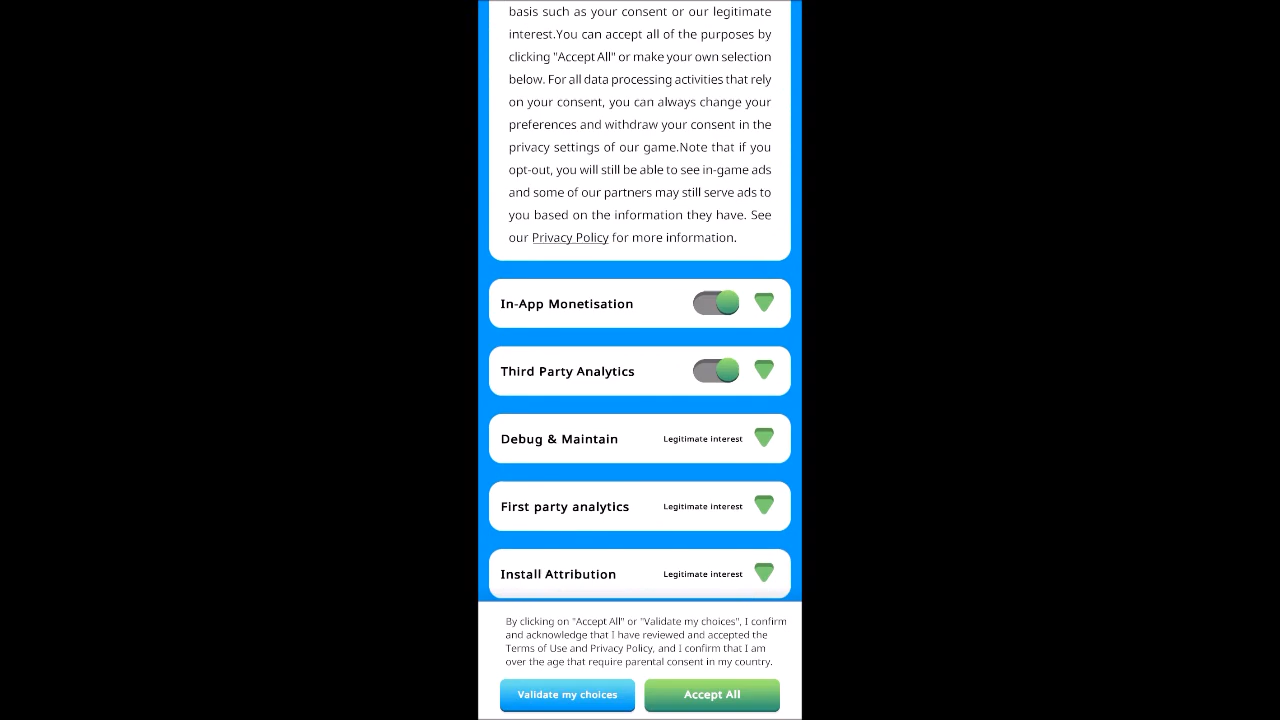 basis such as your consent or our legitimate
interest.You can accept all of the purposes by
clicking "Accept All" or make your own selection
below. For all data processing activities that rely
on your consent, you can always change your
preferences and withdraw your consent in the
privacy settings of our game.Note that if you
opt-out, you will still be able to see in-game ads
and some of our partners may still serve ads to
you based on the information they have. See
our Privacy Policy for more information.
In-App Monetisation
Third Party Analytics
Debug & Maintain Legitimate interest
First party analytics Legitimate interest
Install Attribution Legitimate interest
By clicking on "Accept All" or "Validate my choices", I confirm
and acknowledge that I have reviewed and accepted the
Terms of Use and Privacy Policy, and I confirm that I am
over the age that require parental consent in my country.
Validate my choices Accept All